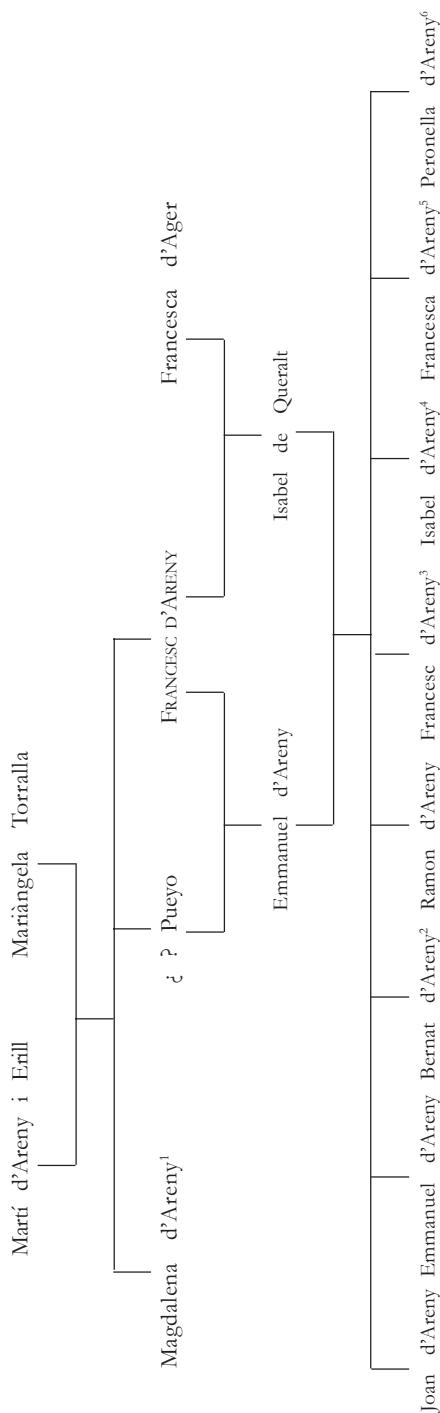 Martí d'Areny i Erill Mariàngela Torralla
Magdalena d'Areny¹ ¿ ? Pueyo FRANCESC D'ARENY Francesca d'Ager
Emmanuel d'Areny Isabel de Queralt
Joan d'Areny Emmanuel d'Areny Bernat d'Areny² Ramon d'Areny Francesc d'Areny³ Isabel d'Areny⁴ Francesca d'Areny⁵ Peronella d'Areny⁶